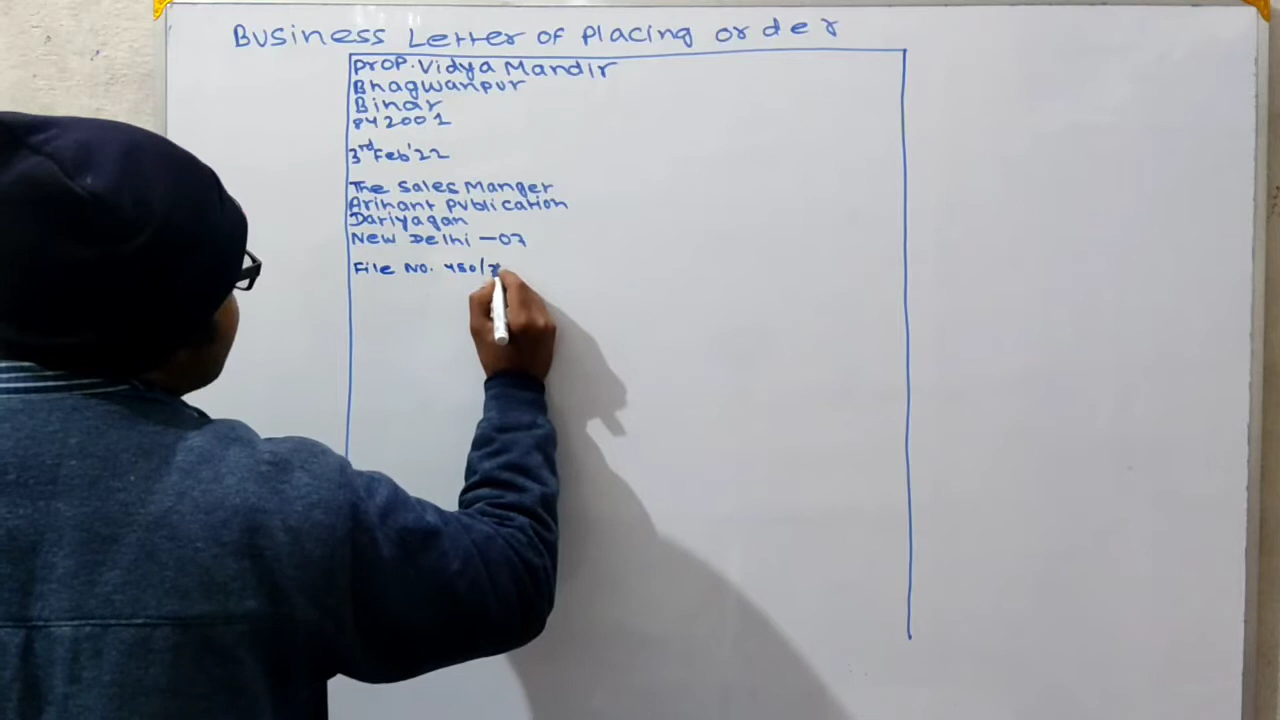 Business Letter of Placing order
Prop. Vidya Mandir
Bhagwanpur
Bihar
842001
3rd Feb'22
The Sales Manger
Arihant Publication
Dariyagan
New Delhi - 07
File No. 450/